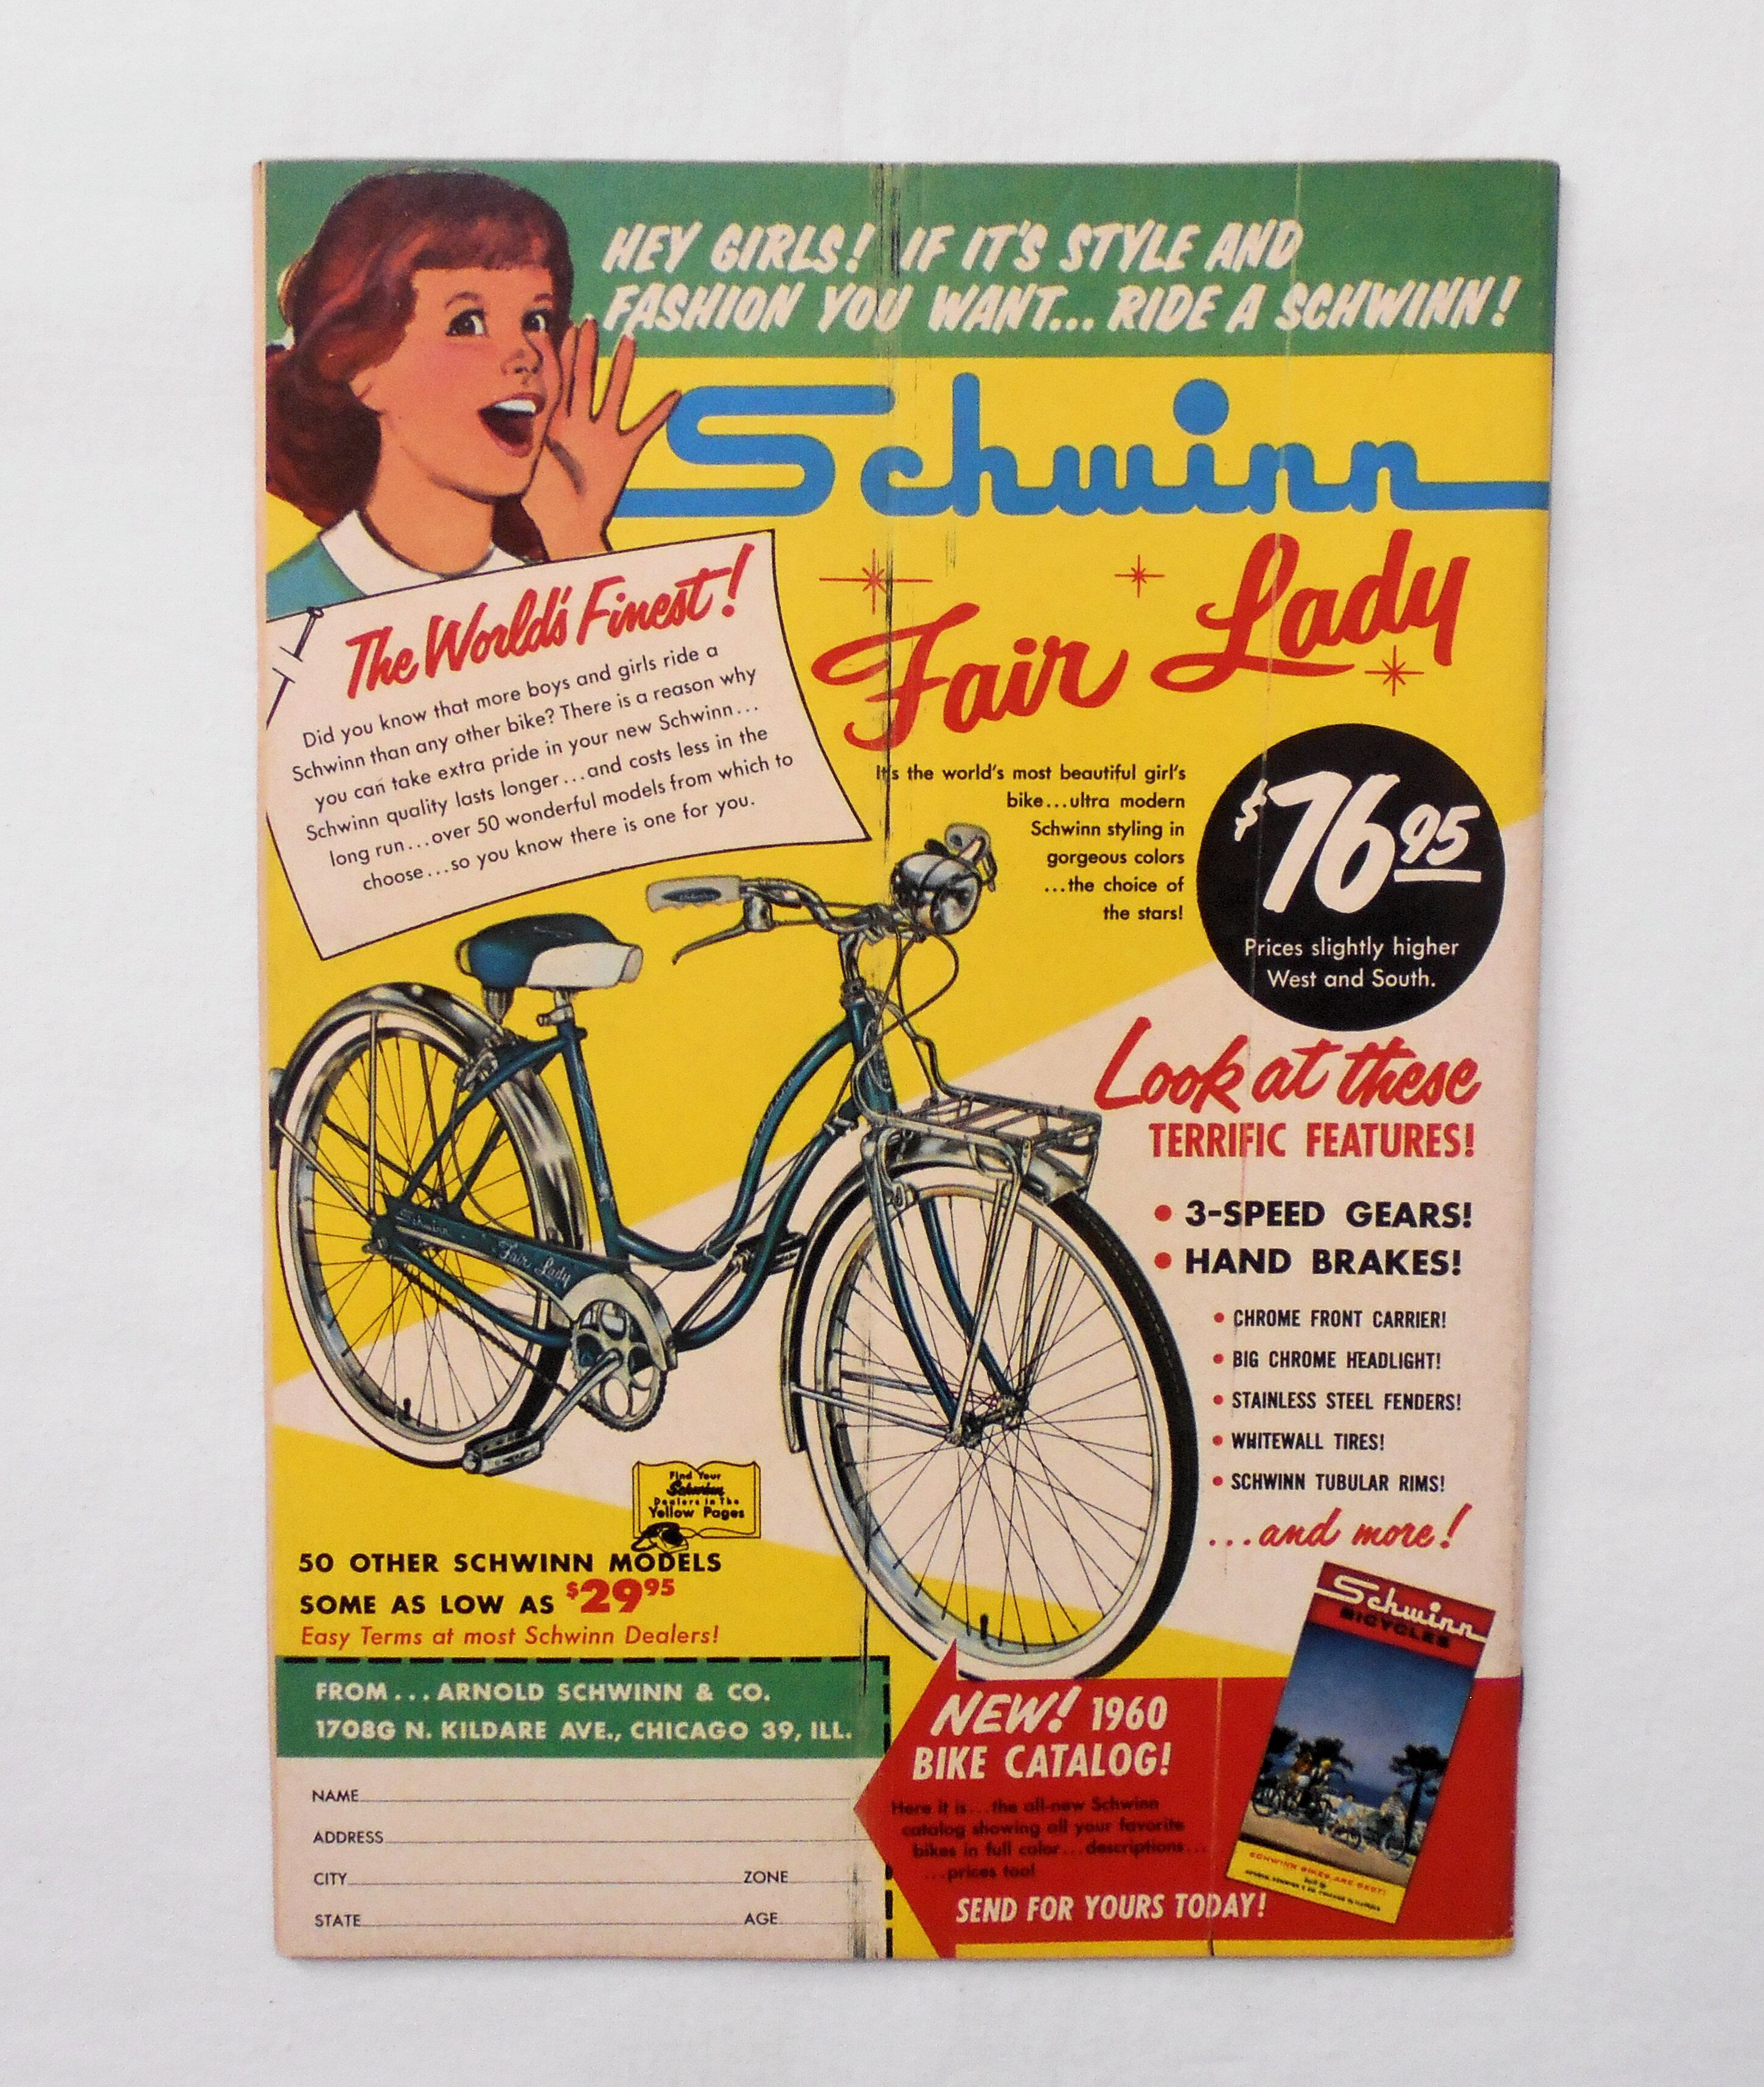 HEY GIRLS! IF IT'S STYLE AND
FASHION YOU WANT... RIDE A SCHWINN!
Schwinn
Fair Lady
The World's Finest!
Did you know that more boys and girls ride a
Schwinn than any other bike? There is a reason why
you can take extra pride in your new Schwinn...
Schwinn quality lasts longer...and costs less in the
long run...over 50 wonderful models from which to
choose...so you know there is one for you.
It's the world's most beautiful girl's
bike...ultra modern
Schwinn styling in
gorgeous colors
...the choice of
the stars!
$76 95
Prices slightly higher
West and South.
Look at these
TERRIFIC FEATURES!
• 3-SPEED GEARS!
• HAND BRAKES!
• CHROME FRONT CARRIER!
• BIG CHROME HEADLIGHT!
• STAINLESS STEEL FENDERS!
• WHITEWALL TIRES!
• SCHWINN TUBULAR RIMS!
...and more!
Schwinn Fair Lady
Find Your
Schwinn
Dealers In The
Yellow Pages
50 OTHER SCHWINN MODELS
SOME AS LOW AS $29 95
Easy Terms at most Schwinn Dealers!
FROM...ARNOLD SCHWINN & CO.
1708G N. KILDARE AVE., CHICAGO 39, ILL.
NAME
ADDRESS
CITY ZONE
STATE AGE
NEW! 1960
BIKE CATALOG!
Here it is...the all-new Schwinn
catalog showing all your favorite
bikes in full color...descriptions...
...prices too!
SEND FOR YOURS TODAY!
Schwinn
BICYCLES
SCHWINN BIKES ARE BEST!